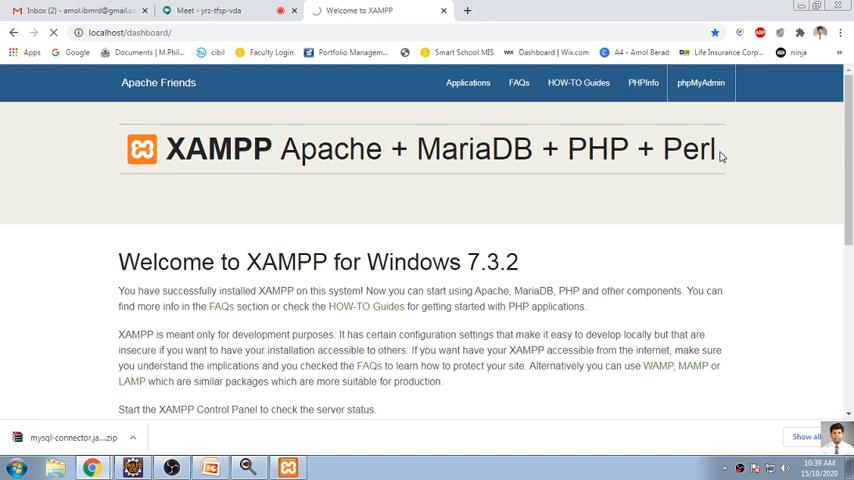 Inbox (2) - amol.ibmrd@gmail.co
Meet - yrz-tfsp-vda
Welcome to XAMPP
localhost/dashboard/
Apps
Google
Documents | M.Phil...
cibil
Faculty Login
Portfolio Managem...
Smart School MIS
Dashboard | Wix.com
A4 - Amol Berad
Life Insurance Corp...
ninja
Apache Friends
Applications
FAQs
HOW-TO Guides
PHPInfo
phpMyAdmin
XAMPP Apache + MariaDB + PHP + Perl
Welcome to XAMPP for Windows 7.3.2
You have successfully installed XAMPP on this system! Now you can start using Apache, MariaDB, PHP and other components. You can
find more info in the FAQs section or check the HOW-TO Guides for getting started with PHP applications.
XAMPP is meant only for development purposes. It has certain configuration settings that make it easy to develop locally but that are
insecure if you want to have your installation accessible to others. If you want have your XAMPP accessible from the internet, make sure
you understand the implications and you checked the FAQs to learn how to protect your site. Alternatively you can use WAMP, MAMP or
LAMP which are similar packages which are more suitable for production.
Start the XAMPP Control Panel to check the server status.
mysql-connector.ja....zip
Show all
10:39 AM
15/10/2020